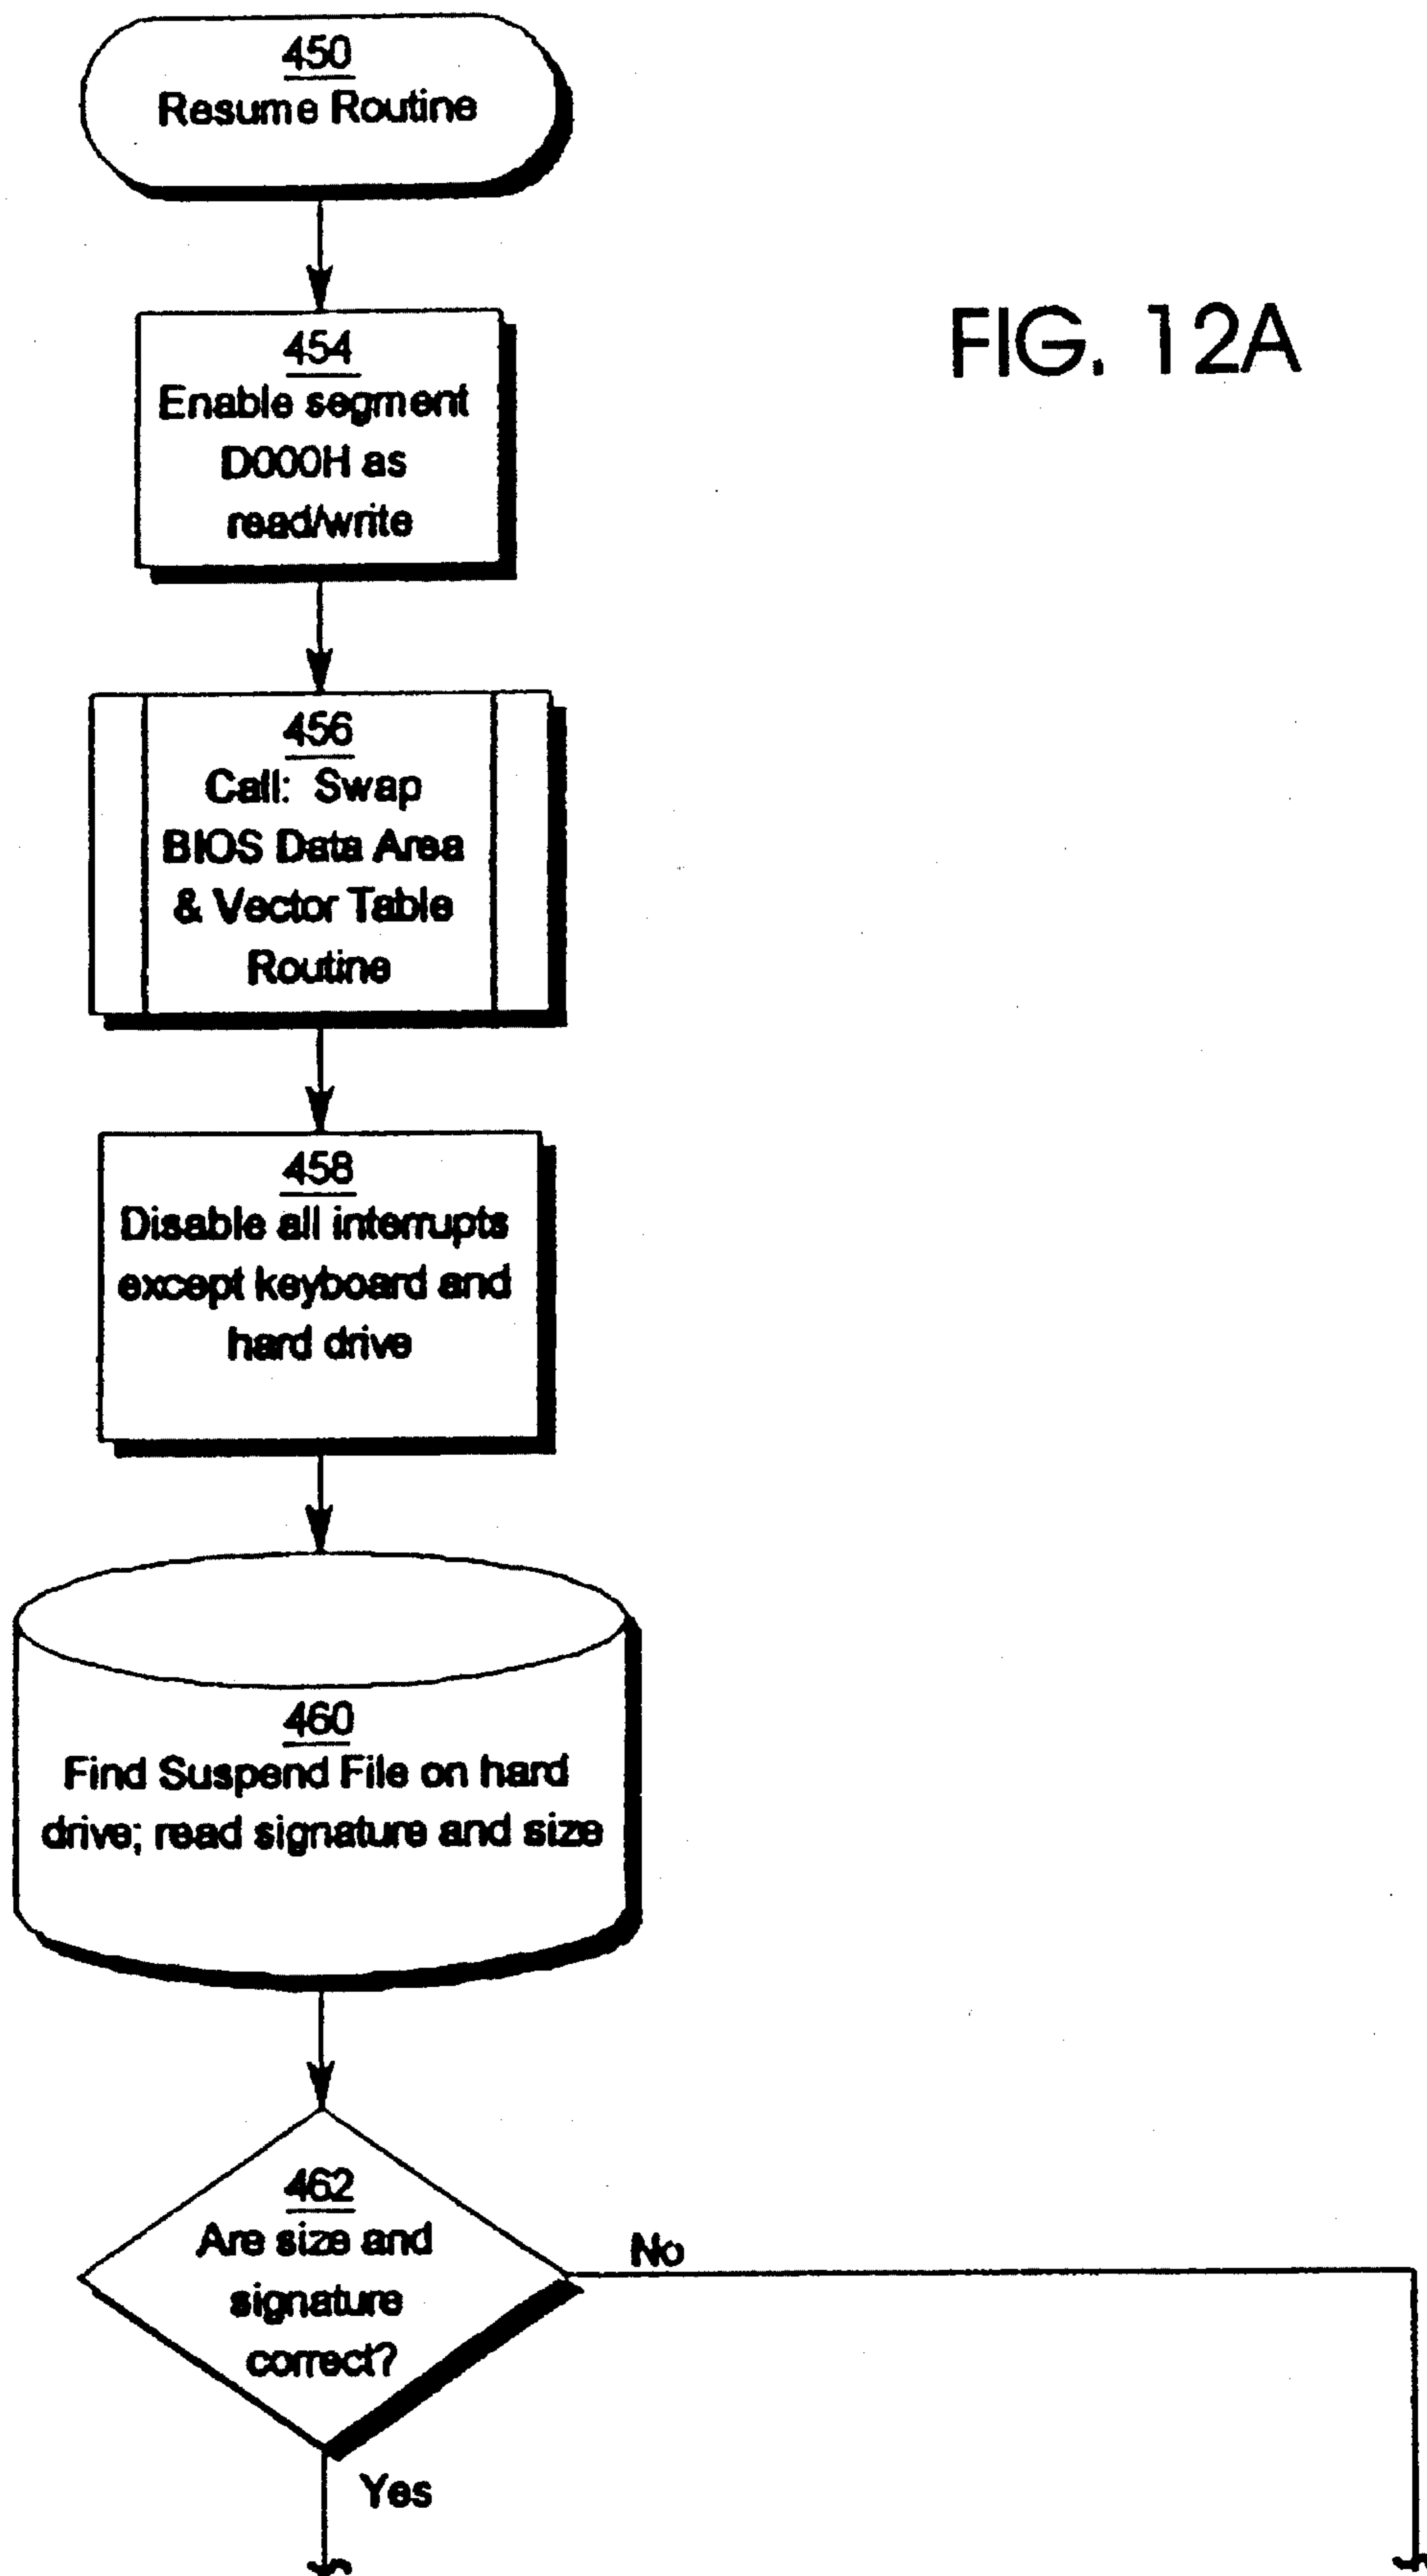 450
Resume Routine
FIG. 12A
454
Enable segment
D000H as
read/write
456
Call: Swap
BIOS Data Area
& Vector Table
Routine
458
Disable all interrupts
except keyboard and
hard drive
460
Find Suspend File on hard
drive; read signature and size
462
Are size and
signature
correct?
No
Yes